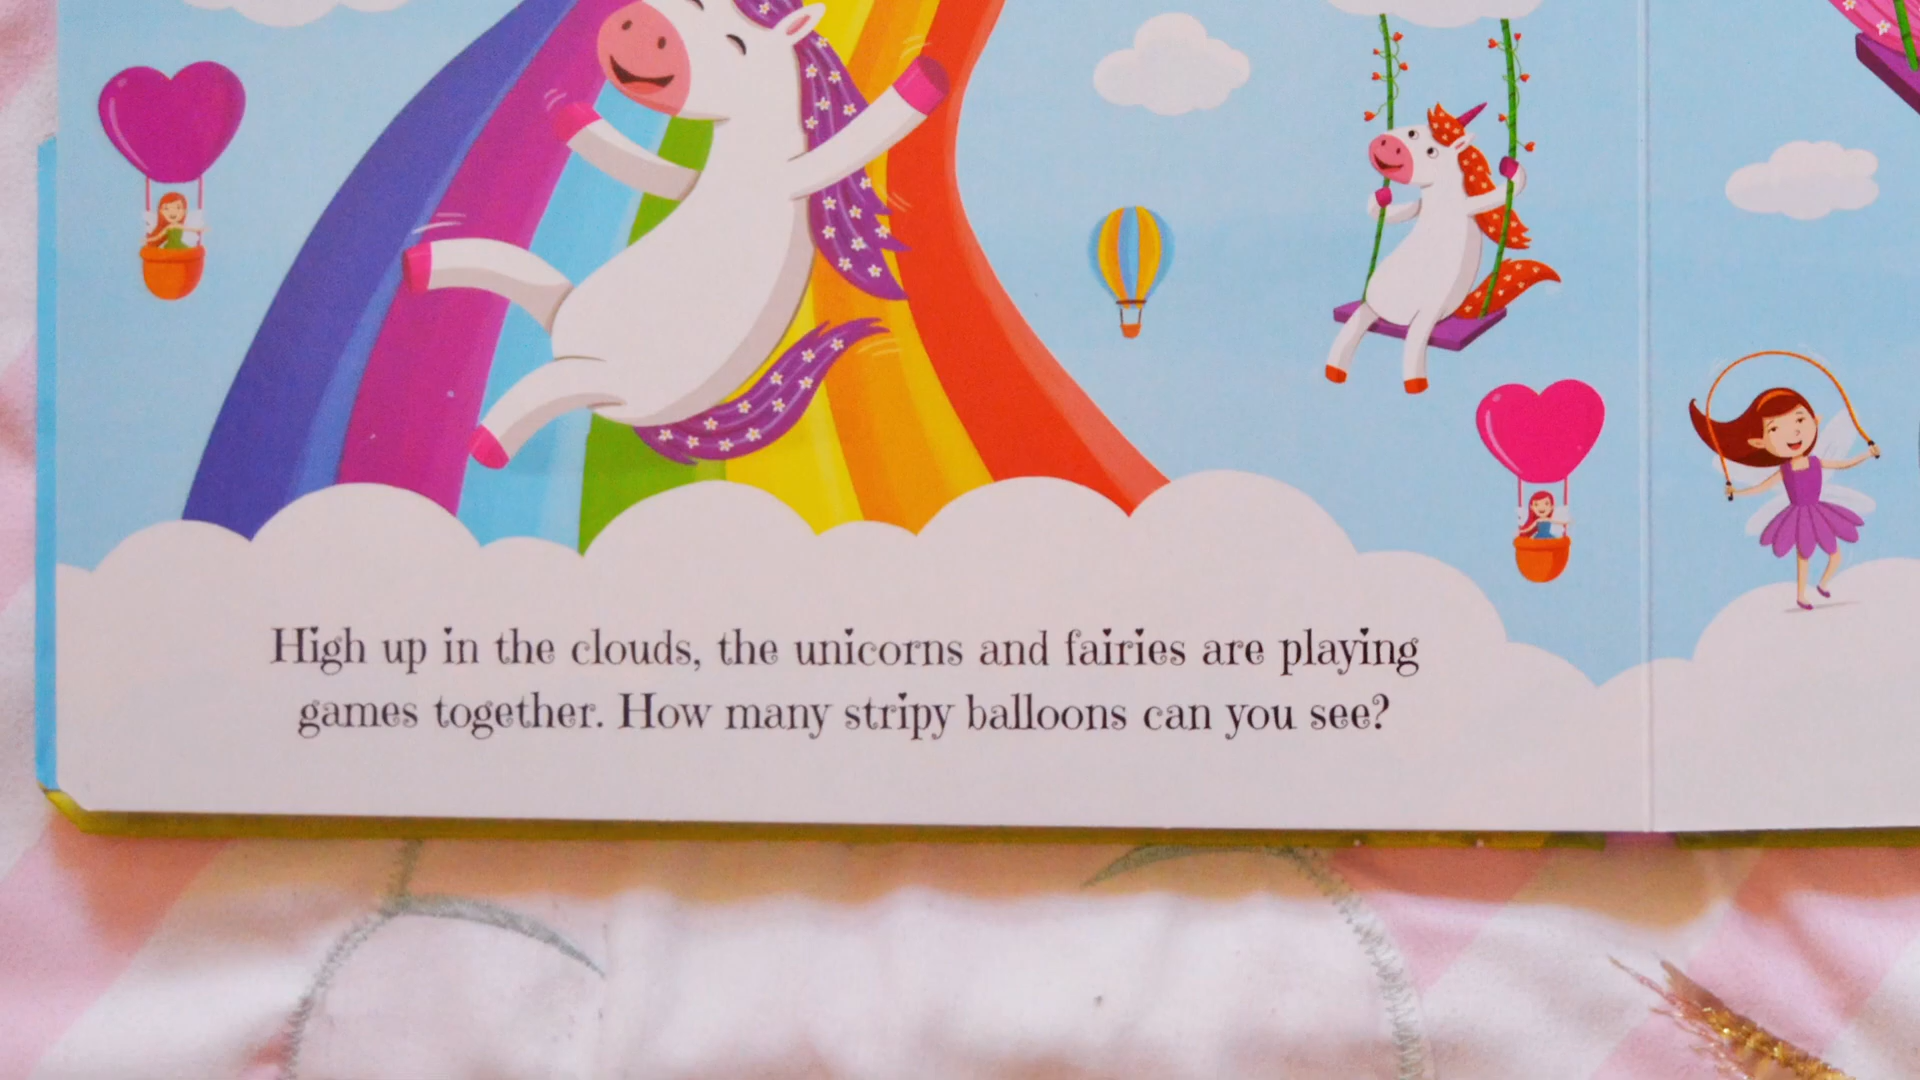 High up in the clouds, the unicorns and fairies are playing
games together. How many stripy balloons can you see?